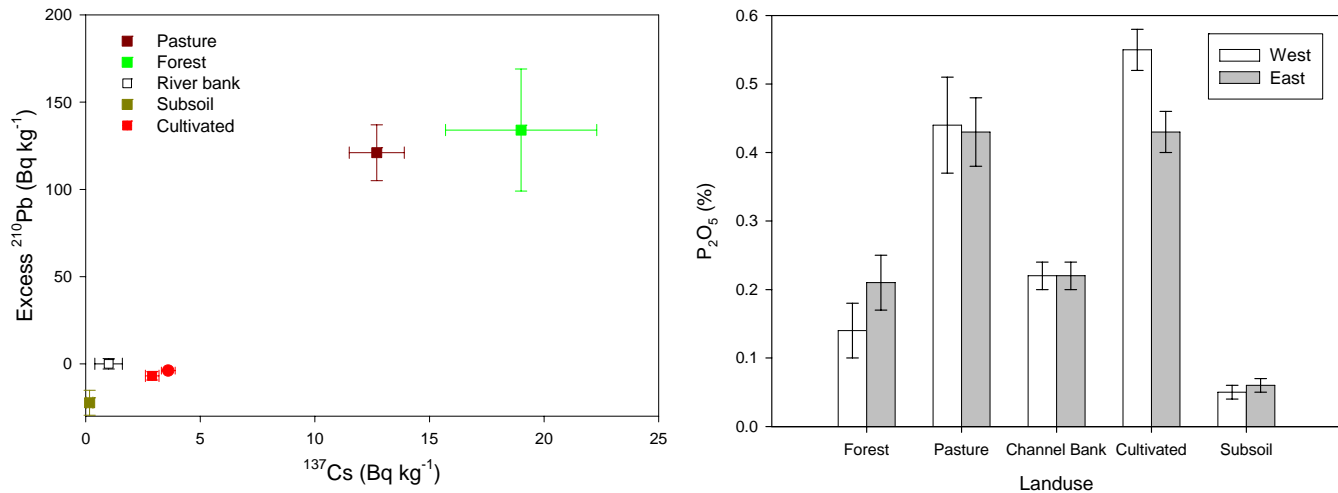 200
150
100
50
0
Excess ²¹⁰Pb (Bq kg⁻¹)
Pasture
Forest
River bank
Subsoil
Cultivated
0 5 10 15 20 25
¹³⁷Cs (Bq kg⁻¹)
0.6
0.5
0.4
0.3
0.2
0.1
0.0
P₂O₅ (%)
West
East
Forest Pasture Channel Bank Cultivated Subsoil
Landuse